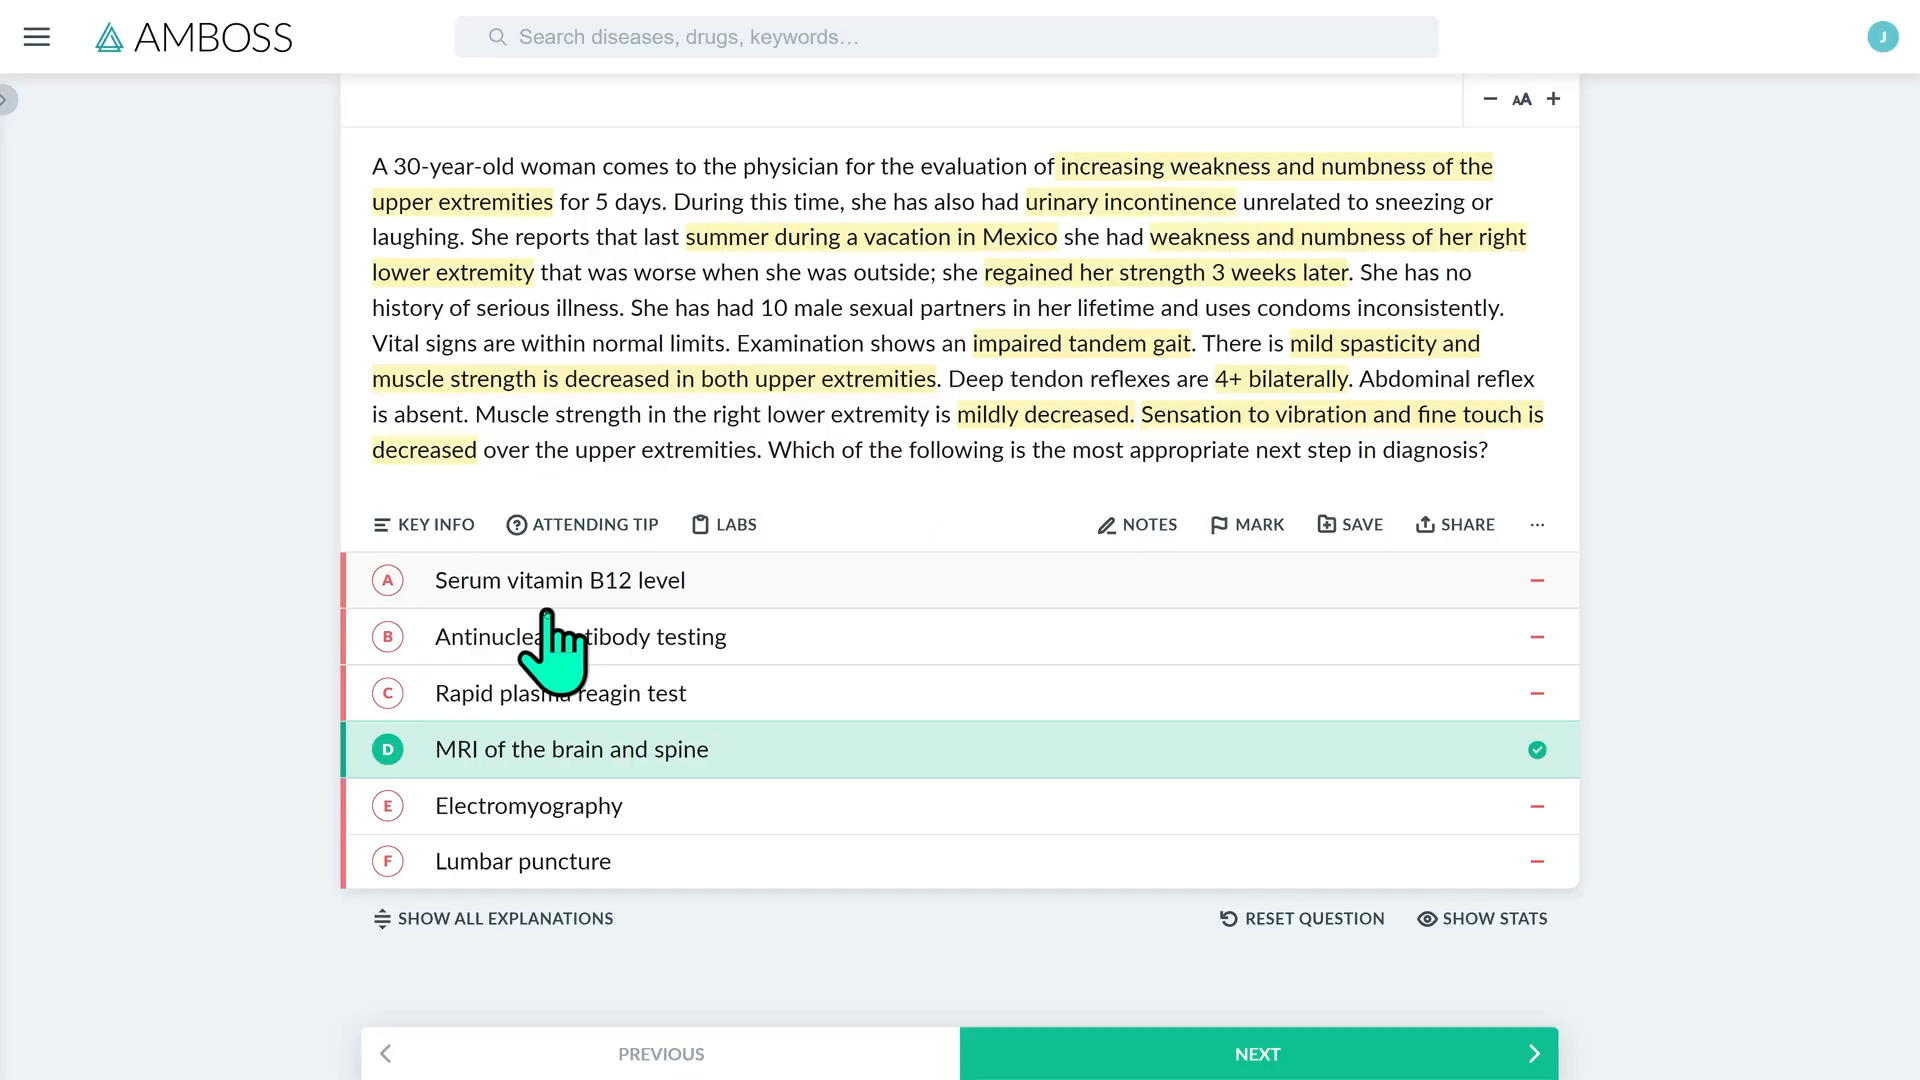 AMBOSS
Search diseases, drugs, keywords…
J
AA
A 30-year-old woman comes to the physician for the evaluation of increasing weakness and numbness of the
upper extremities for 5 days. During this time, she has also had urinary incontinence unrelated to sneezing or
laughing. She reports that last summer during a vacation in Mexico she had weakness and numbness of her right
lower extremity that was worse when she was outside; she regained her strength 3 weeks later. She has no
history of serious illness. She has had 10 male sexual partners in her lifetime and uses condoms inconsistently.
Vital signs are within normal limits. Examination shows an impaired tandem gait. There is mild spasticity and
muscle strength is decreased in both upper extremities. Deep tendon reflexes are 4+ bilaterally. Abdominal reflex
is absent. Muscle strength in the right lower extremity is mildly decreased. Sensation to vibration and fine touch is
decreased over the upper extremities. Which of the following is the most appropriate next step in diagnosis?
KEY INFO ATTENDING TIP LABS NOTES MARK SAVE SHARE ...
A Serum vitamin B12 level
B testing
C Rapid reagin test
D MRI of the brain and spine
E Electromyography
F Lumbar puncture
SHOW ALL EXPLANATIONS RESET QUESTION SHOW STATS
PREVIOUS NEXT